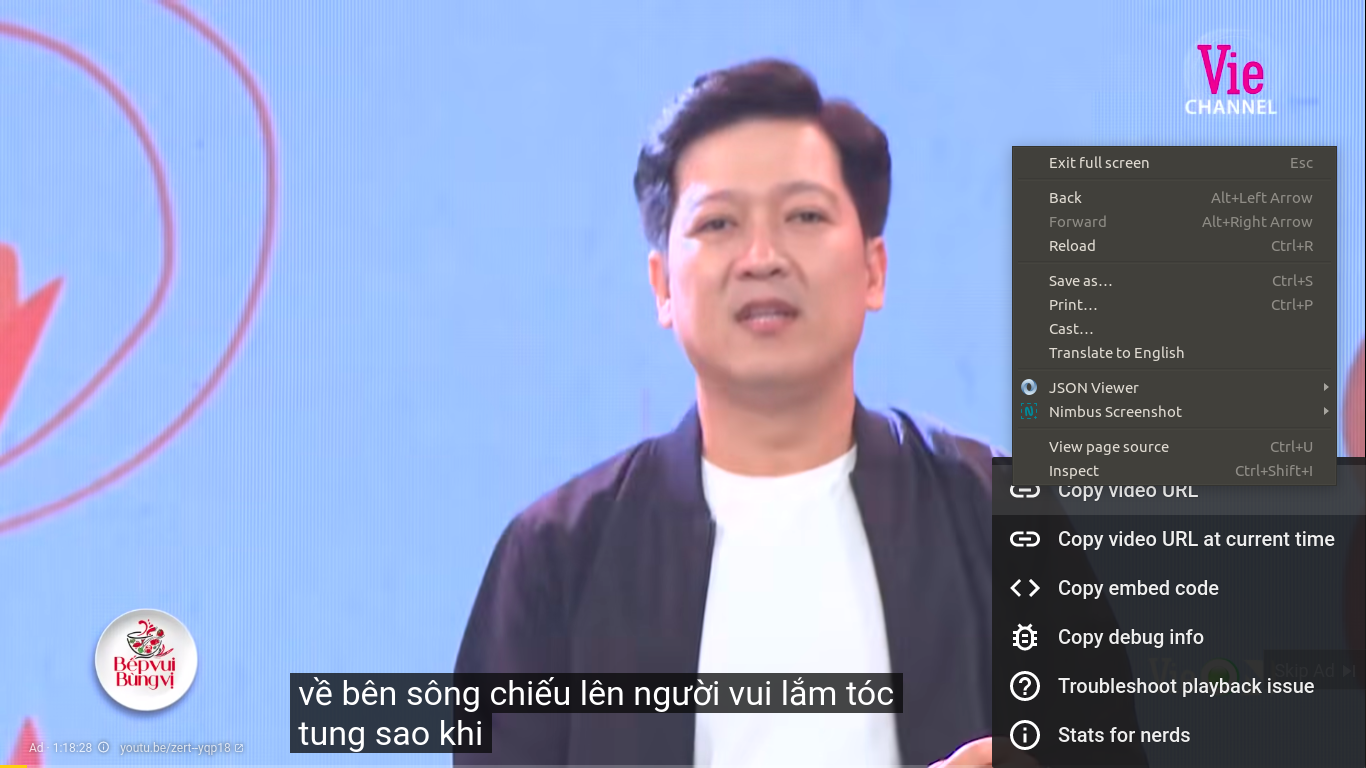 Vie
CHANNEL
Exit full screen Esc
Back Alt+Left Arrow
Forward Alt+Right Arrow
Reload Ctrl+R
Save as... Ctrl+S
Print... Ctrl+P
Cast...
Translate to English
JSON Viewer
Nimbus Screenshot
View page source Ctrl+U
Inspect Ctrl+Shift+I
Copy video URL
Copy video URL at current time
Copy embed code
Copy debug info
Skip Ad
Troubleshoot playback issue
Stats for nerds
Bếpvui
Bùngvị
về bên sông chiếu lên người vui lắm tóc
tung sao khi
Ad · 1:18:28 youtu.be/zert--yqp18